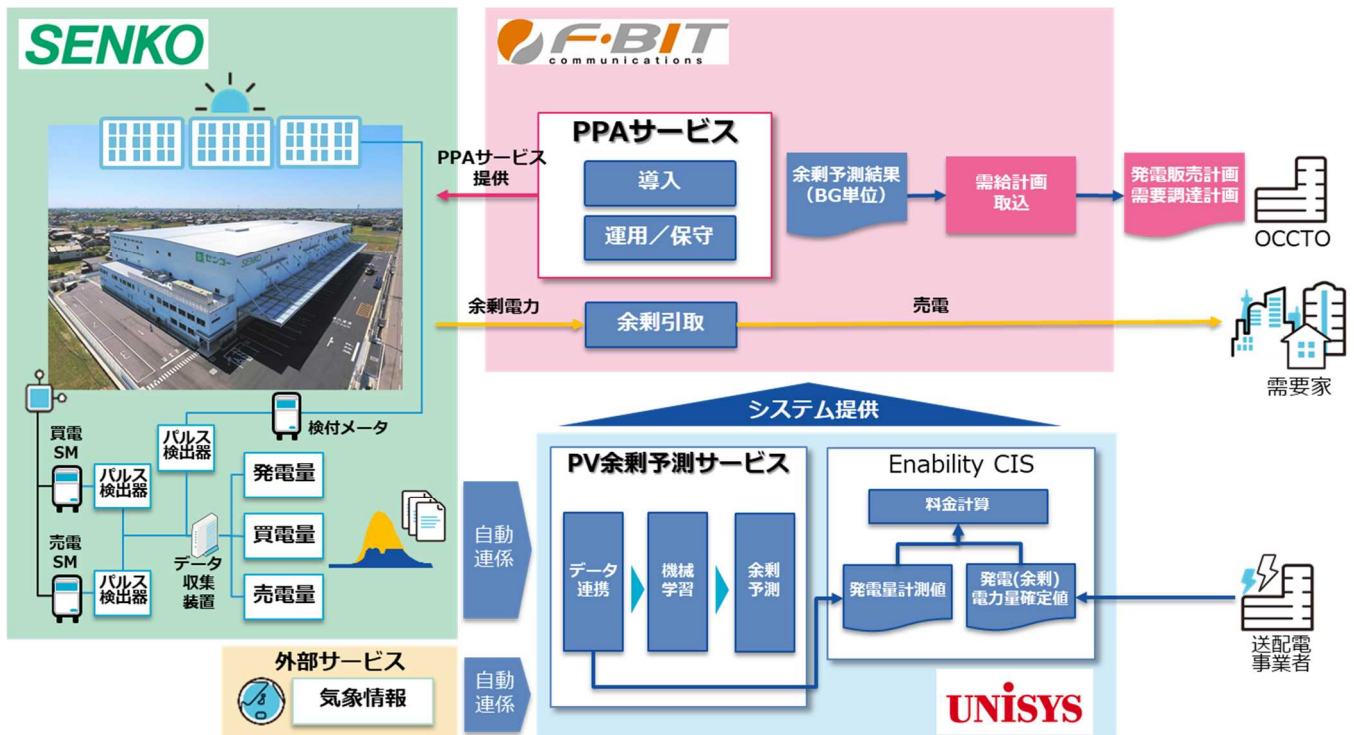 SENKO
F·BIT
communications
PPAサービス
導入
運用／保守
PPAサービス
提供
余剰予測結果
（BG単位）
需給計画
取込
発電販売計画
需要調達計画
OCCTO
センコー SENKO
余剰電力
余剰引取
売電
需要家
システム提供
検付メータ
パルス
検出器
買電
SM
パルス
検出器
売電
SM
パルス
検出器
データ
収集
装置
発電量
買電量
売電量
自動
連係
PV余剰予測サービス
データ
連携
機械
学習
余剰
予測
Enability CIS
料金計算
発電量計測値
発電(余剰)
電力量確定値
送配電
事業者
外部サービス
気象情報
自動
連係
UNISYS